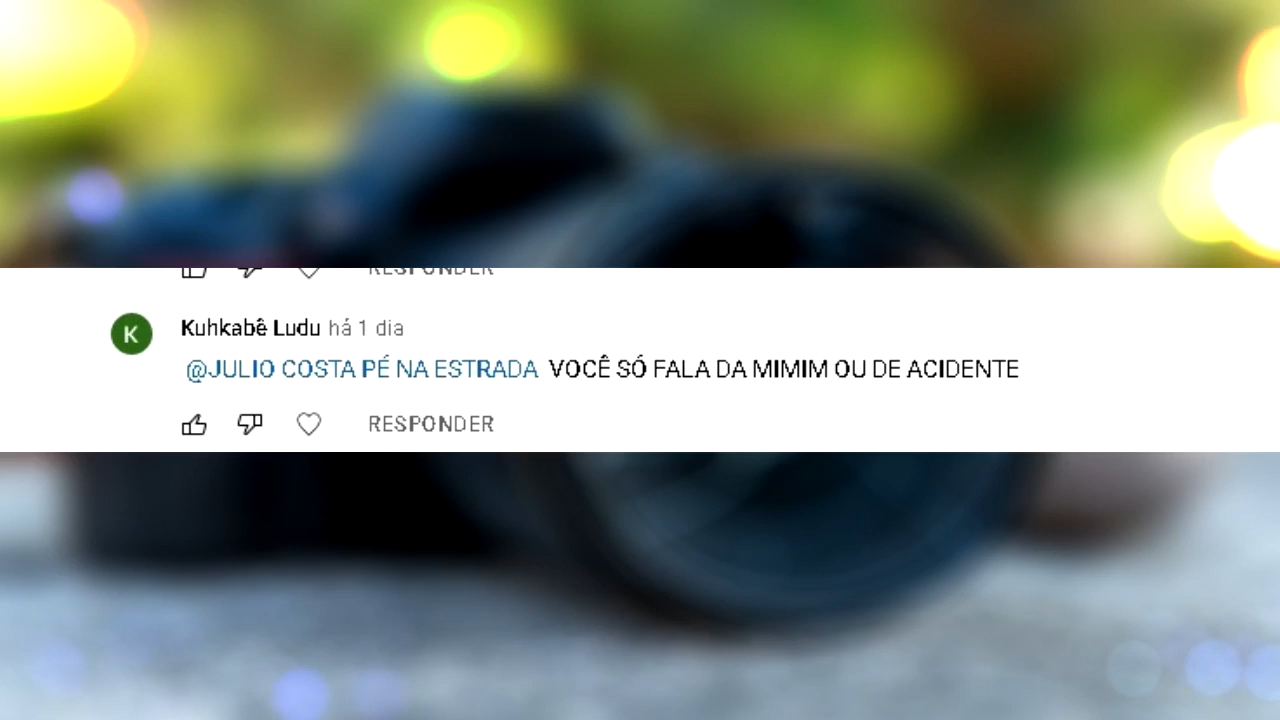 RESPONDER
K
Kuhkabê Ludu há 1 dia
@JULIO COSTA PÉ NA ESTRADA VOCÊ SÓ FALA DA MIMIM OU DE ACIDENTE
RESPONDER